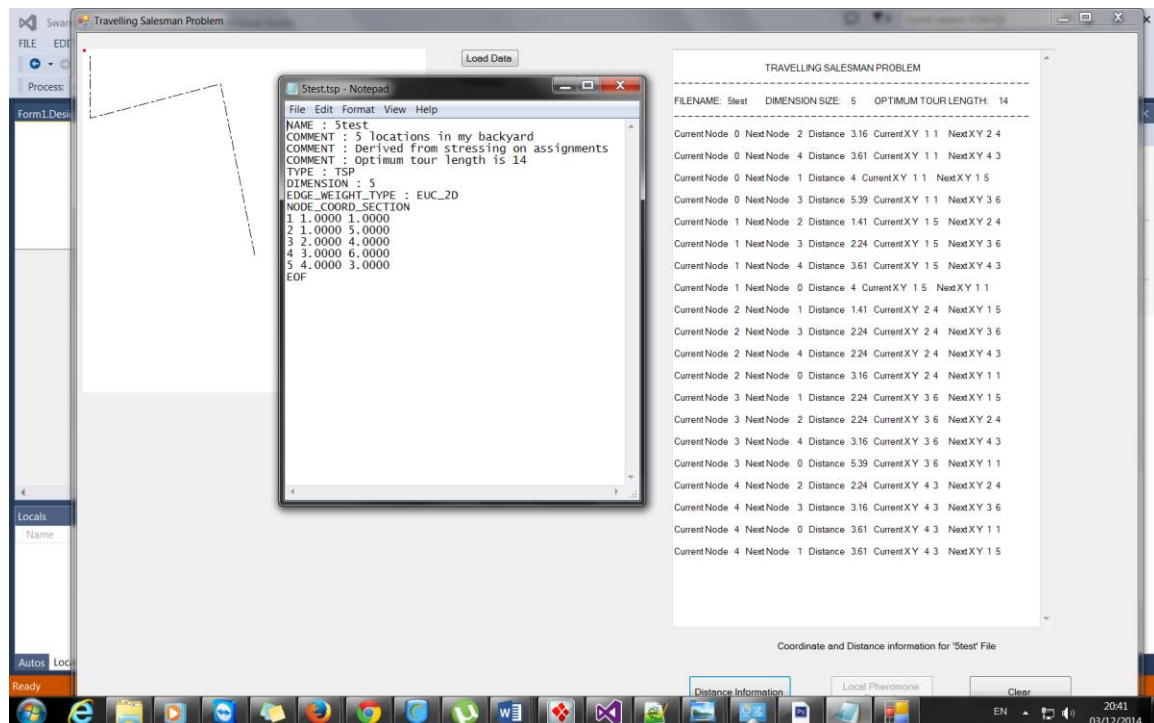 Swan
Travelling Salesman Problem
FILE EDI
Process:
Form1.Desi
Load Data
5test.tsp - Notepad
File Edit Format View Help
NAME : 5test
COMMENT : 5 locations in my backyard
COMMENT : Derived from stressing on assignments
COMMENT : Optimum tour length is 14
TYPE : TSP
DIMENSION : 5
EDGE_WEIGHT_TYPE : EUC_2D
NODE_COORD_SECTION
1 1.0000 1.0000
2 1.0000 5.0000
3 2.0000 4.0000
4 3.0000 6.0000
5 4.0000 3.0000
EOF
TRAVELLING SALESMAN PROBLEM
FILENAME: 5test DIMENSION SIZE: 5 OPTIMUM TOUR LENGTH: 14
Current Node 0 Next Node 2 Distance 3.16 Current X Y 1 1 Next X Y 2 4
Current Node 0 Next Node 4 Distance 3.61 Current X Y 1 1 Next X Y 4 3
Current Node 0 Next Node 1 Distance 4 Current X Y 1 1 Next X Y 1 5
Current Node 0 Next Node 3 Distance 5.39 Current X Y 1 1 Next X Y 3 6
Current Node 1 Next Node 2 Distance 1.41 Current X Y 1 5 Next X Y 2 4
Current Node 1 Next Node 3 Distance 2.24 Current X Y 1 5 Next X Y 3 6
Current Node 1 Next Node 4 Distance 3.61 Current X Y 1 5 Next X Y 4 3
Current Node 1 Next Node 0 Distance 4 Current X Y 1 5 Next X Y 1 1
Current Node 2 Next Node 1 Distance 1.41 Current X Y 2 4 Next X Y 1 5
Current Node 2 Next Node 3 Distance 2.24 Current X Y 2 4 Next X Y 3 6
Current Node 2 Next Node 4 Distance 2.24 Current X Y 2 4 Next X Y 4 3
Current Node 2 Next Node 0 Distance 3.16 Current X Y 2 4 Next X Y 1 1
Current Node 3 Next Node 1 Distance 2.24 Current X Y 3 6 Next X Y 1 5
Current Node 3 Next Node 2 Distance 2.24 Current X Y 3 6 Next X Y 2 4
Current Node 3 Next Node 4 Distance 3.16 Current X Y 3 6 Next X Y 4 3
Current Node 3 Next Node 0 Distance 5.39 Current X Y 3 6 Next X Y 1 1
Current Node 4 Next Node 2 Distance 2.24 Current X Y 4 3 Next X Y 2 4
Current Node 4 Next Node 3 Distance 3.16 Current X Y 4 3 Next X Y 3 6
Current Node 4 Next Node 0 Distance 3.61 Current X Y 4 3 Next X Y 1 1
Current Node 4 Next Node 1 Distance 3.61 Current X Y 4 3 Next X Y 1 5
Locals
Name
Coordinate and Distance information for '5test' File
Autos Loca
Ready
Distance Information
Local Pheromone
Clear
EN
20:41
03/12/2014